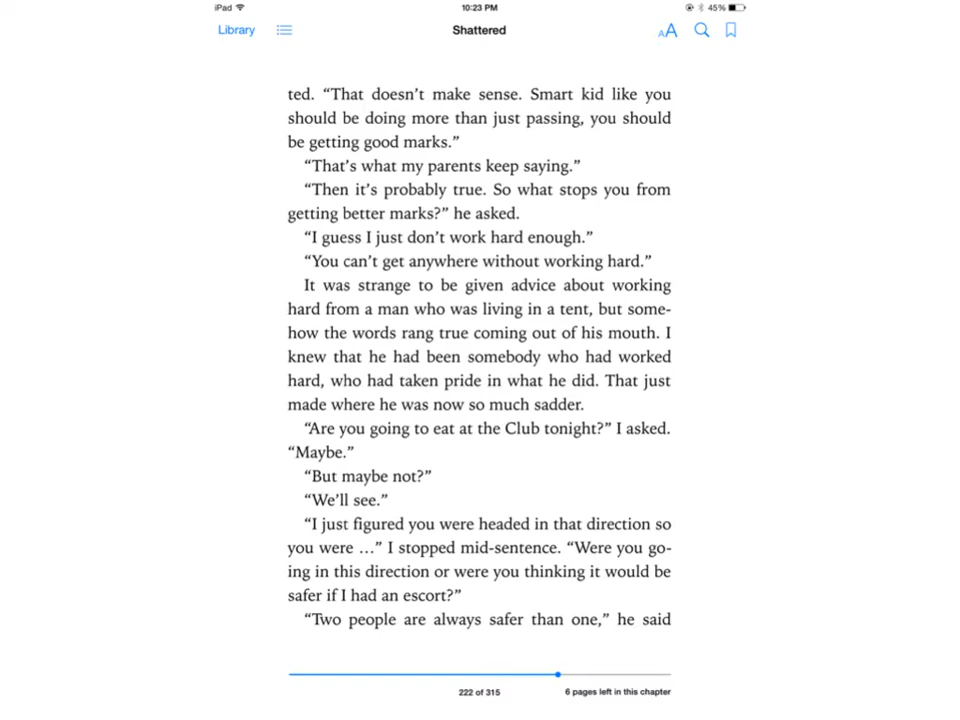 iPad 10:23 PM 45%
Library Shattered AA
ted. “That doesn’t make sense. Smart kid like you
should be doing more than just passing, you should
be getting good marks.”
“That’s what my parents keep saying.”
“Then it’s probably true. So what stops you from
getting better marks?” he asked.
“I guess I just don’t work hard enough.”
“You can’t get anywhere without working hard.”
It was strange to be given advice about working
hard from a man who was living in a tent, but some-
how the words rang true coming out of his mouth. I
knew that he had been somebody who had worked
hard, who had taken pride in what he did. That just
made where he was now so much sadder.
“Are you going to eat at the Club tonight?” I asked.
“Maybe.”
“But maybe not?”
“We’ll see.”
“I just figured you were headed in that direction so
you were …” I stopped mid-sentence. “Were you go-
ing in this direction or were you thinking it would be
safer if I had an escort?”
“Two people are always safer than one,” he said
222 of 315 6 pages left in this chapter